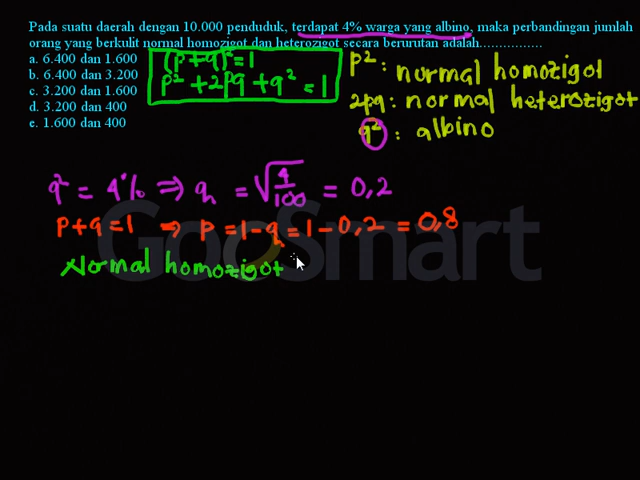 Pada suatu daerah dengan 10.000 penduduk, terdapat 4% warga yang albino, maka perbandingan jumlah
orang yang berkulit normal homozigot dan heterozigot secara berurutan adalah................
a. 6.400 dan 1.600
b. 6.400 dan 3.200
c. 3.200 dan 1.600
d. 3.200 dan 400
e. 1.600 dan 400
(p+q)² = 1
p² + 2pq + q² = 1
p² : normal homozigot
2pq : normal heterozigot
q² : albino
q² = 4% ⇒ q = √4/100 = 0,2
p+q = 1 ⇒ p = 1-q = 1-0,2 = 0,8
Normal homozigot
GooSmart